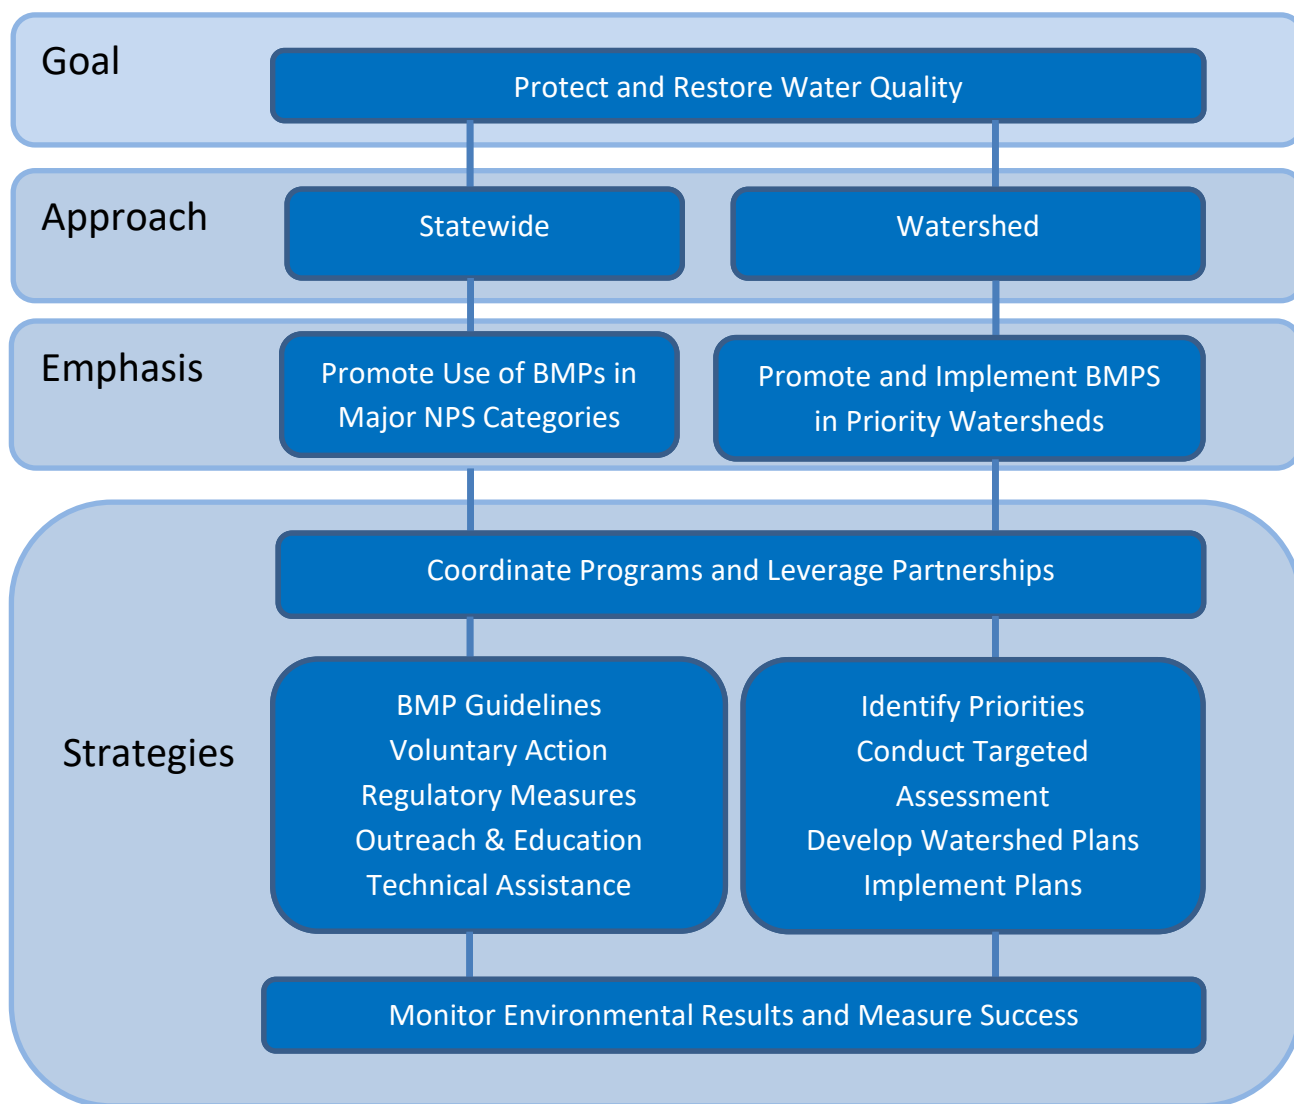 Goal
Protect and Restore Water Quality
Approach
Statewide
Watershed
Emphasis
Promote Use of BMPs in
Major NPS Categories
Promote and Implement BMPS
in Priority Watersheds
Strategies
Coordinate Programs and Leverage Partnerships
BMP Guidelines
Voluntary Action
Regulatory Measures
Outreach & Education
Technical Assistance
Identify Priorities
Conduct Targeted
Assessment
Develop Watershed Plans
Implement Plans
Monitor Environmental Results and Measure Success